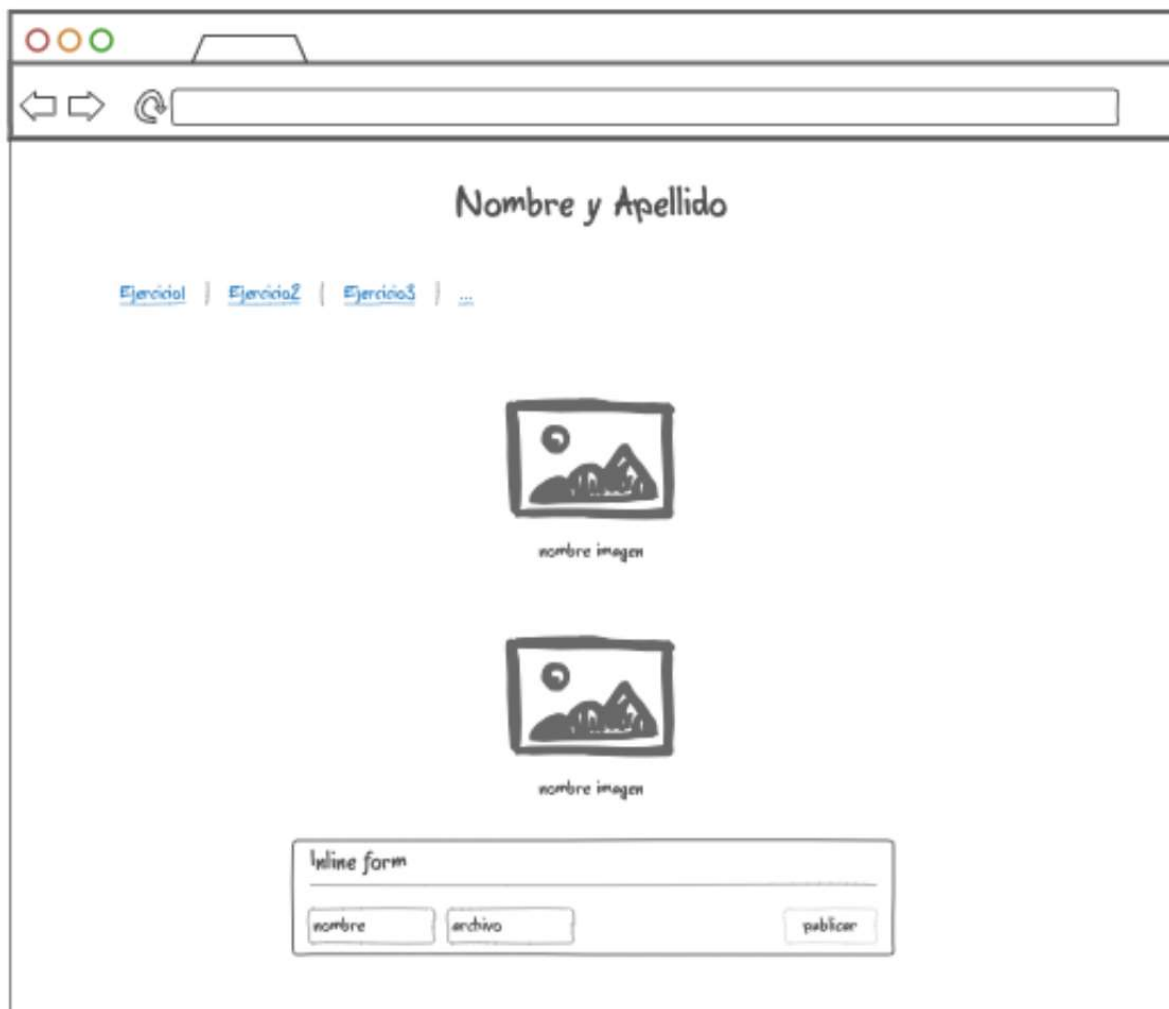 Nombre y Apellido
Ejercicio1 | Ejercicio2 | Ejercicio3 | ...
nombre imagen
nombre imagen
Inline form
nombre archivo publicar